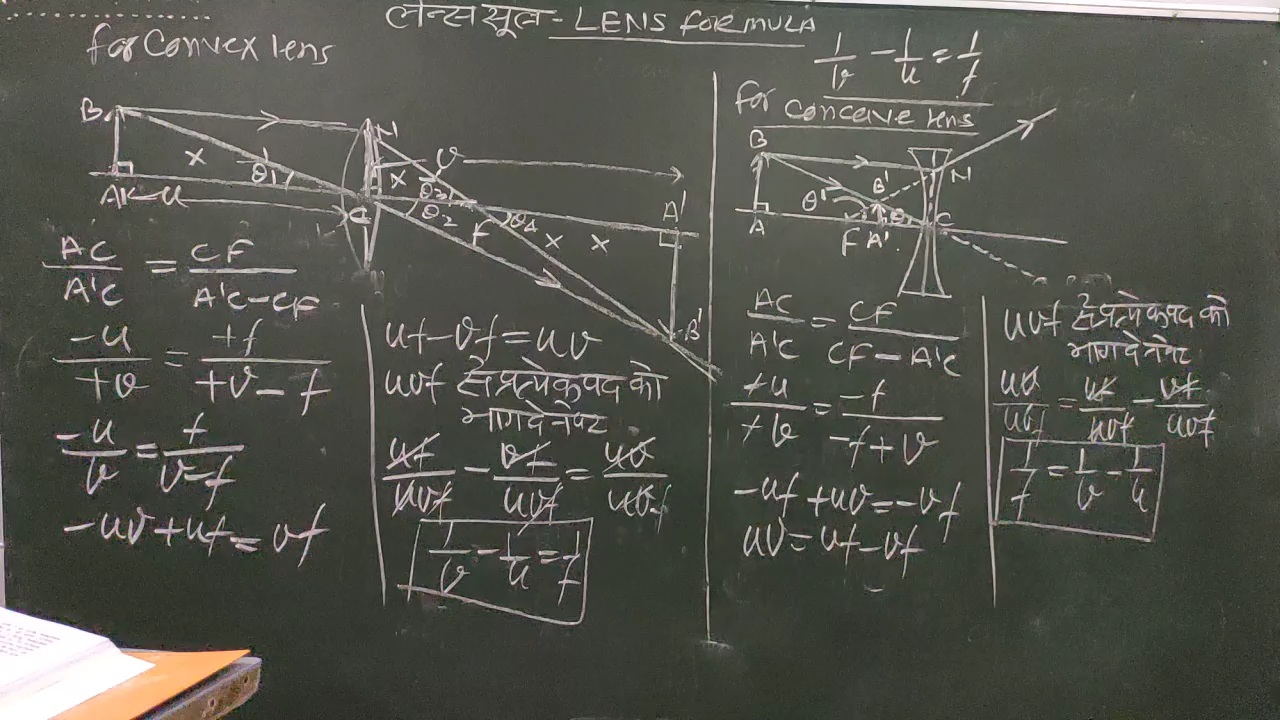 लेन्स सूत्र - LENS FORMULA
1/v - 1/u = 1/f
for Convex lens
B
N
X
θ1
X
v
θ3
A
u
C
θ2
F
θ4
X
X
A'
B'
AC/A'C = CF/A'C-CF
-u/+v = +f/+v-f
-u/v = f/v-f
-uv+uf=vf
uf-vf=uv
uvf से प्रत्येक पद को
भाग देने पर
uf/uvf - vf/uvf = uv/uvf
1/v - 1/u = 1/f
for concave lens
B
B'
N
θ'
A
F A'
C
AC/A'C = CF/CF-A'C
+u/+v = -f/-f+v
-uf+uv=-vf
uv=uf-vf
uvf से प्रत्येक पद को
भाग देने पर
uv/uvf = uf/uvf - vf/uvf
1/f = 1/v - 1/u